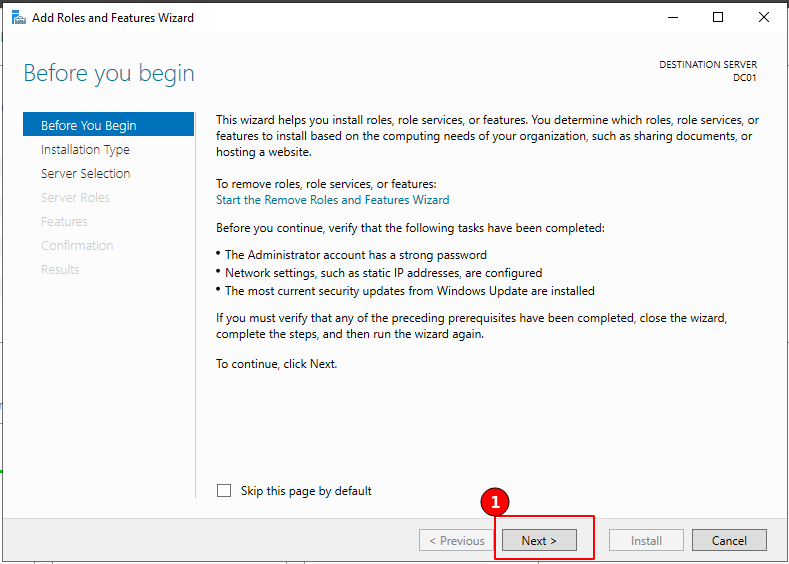 Add Roles and Features Wizard
Before you begin
DESTINATION SERVER
DC01
Before You Begin
Installation Type
Server Selection
Server Roles
Features
Confirmation
Results
This wizard helps you install roles, role services, or features. You determine which roles, role services, or
features to install based on the computing needs of your organization, such as sharing documents, or
hosting a website.
To remove roles, role services, or features:
Start the Remove Roles and Features Wizard
Before you continue, verify that the following tasks have been completed:
• The Administrator account has a strong password
• Network settings, such as static IP addresses, are configured
• The most current security updates from Windows Update are installed
If you must verify that any of the preceding prerequisites have been completed, close the wizard,
complete the steps, and then run the wizard again.
To continue, click Next.
Skip this page by default
1
< Previous
Next >
Install
Cancel